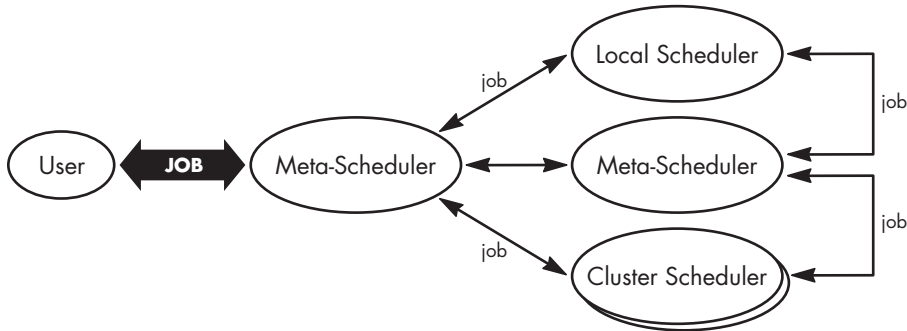 Local Scheduler
job
job
User
JOB
Meta-Scheduler
Meta-Scheduler
job
job
Cluster Scheduler